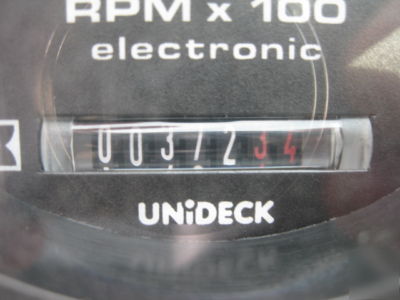 RPM x 100
electronic
0037234
UNiDECK